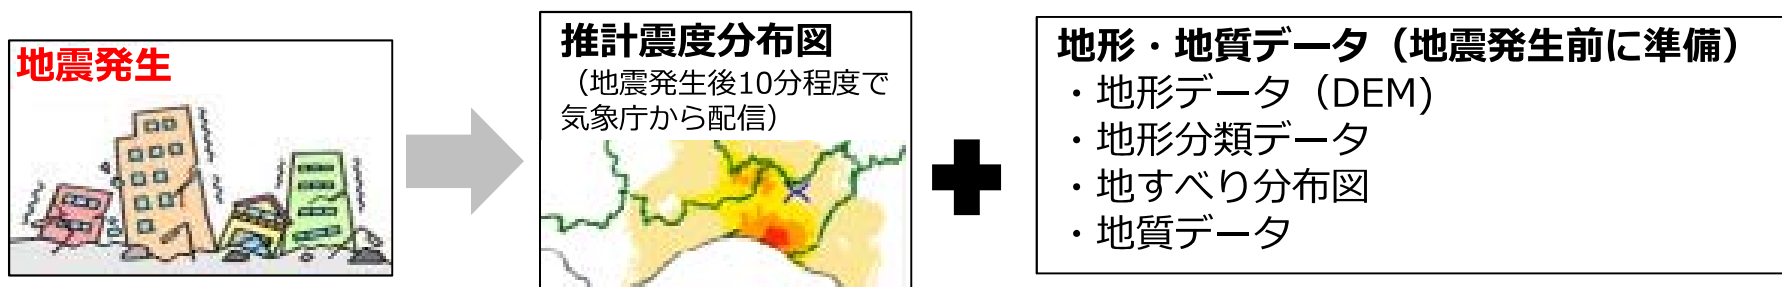 地震発生
推計震度分布図
（地震発生後10分程度で
気象庁から配信）
地形・地質データ（地震発生前に準備）
・地形データ（DEM)
・地形分類データ
・地すべり分布図
・地質データ